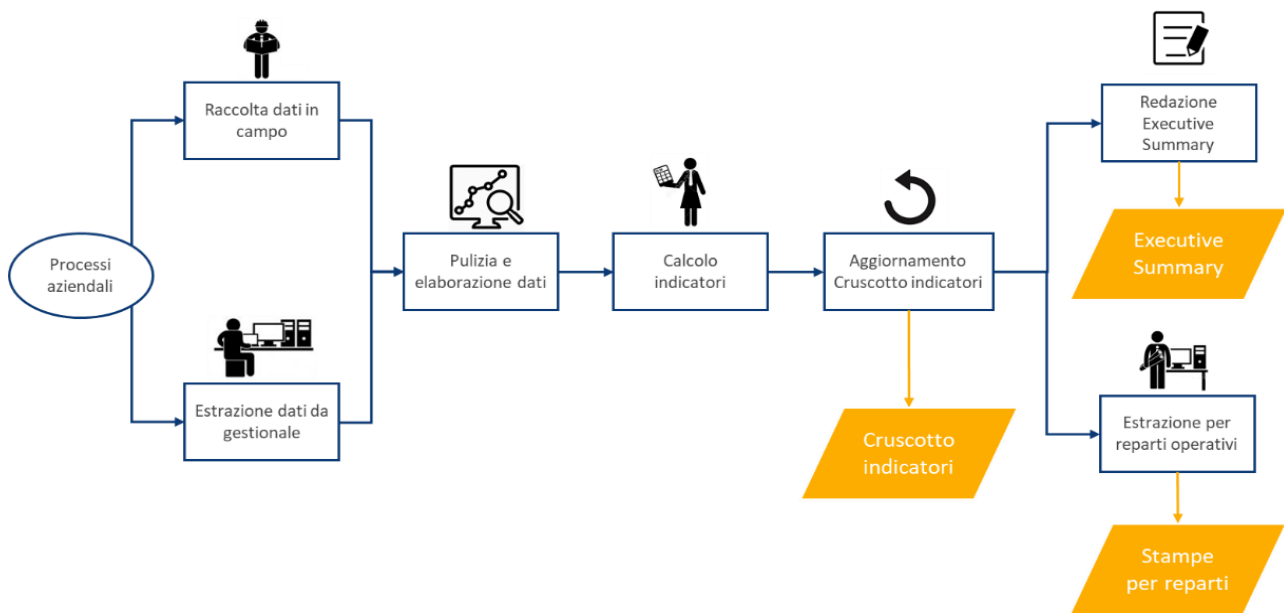 Processi
aziendali
Raccolta dati in
campo
Estrazione dati da
gestionale
Pulizia e
elaborazione dati
Calcolo
indicatori
Aggiornamento
Cruscotto indicatori
Cruscotto
indicatori
Redazione
Executive
Summary
Executive
Summary
Estrazione per
reparti operativi
Stampe
per reparti